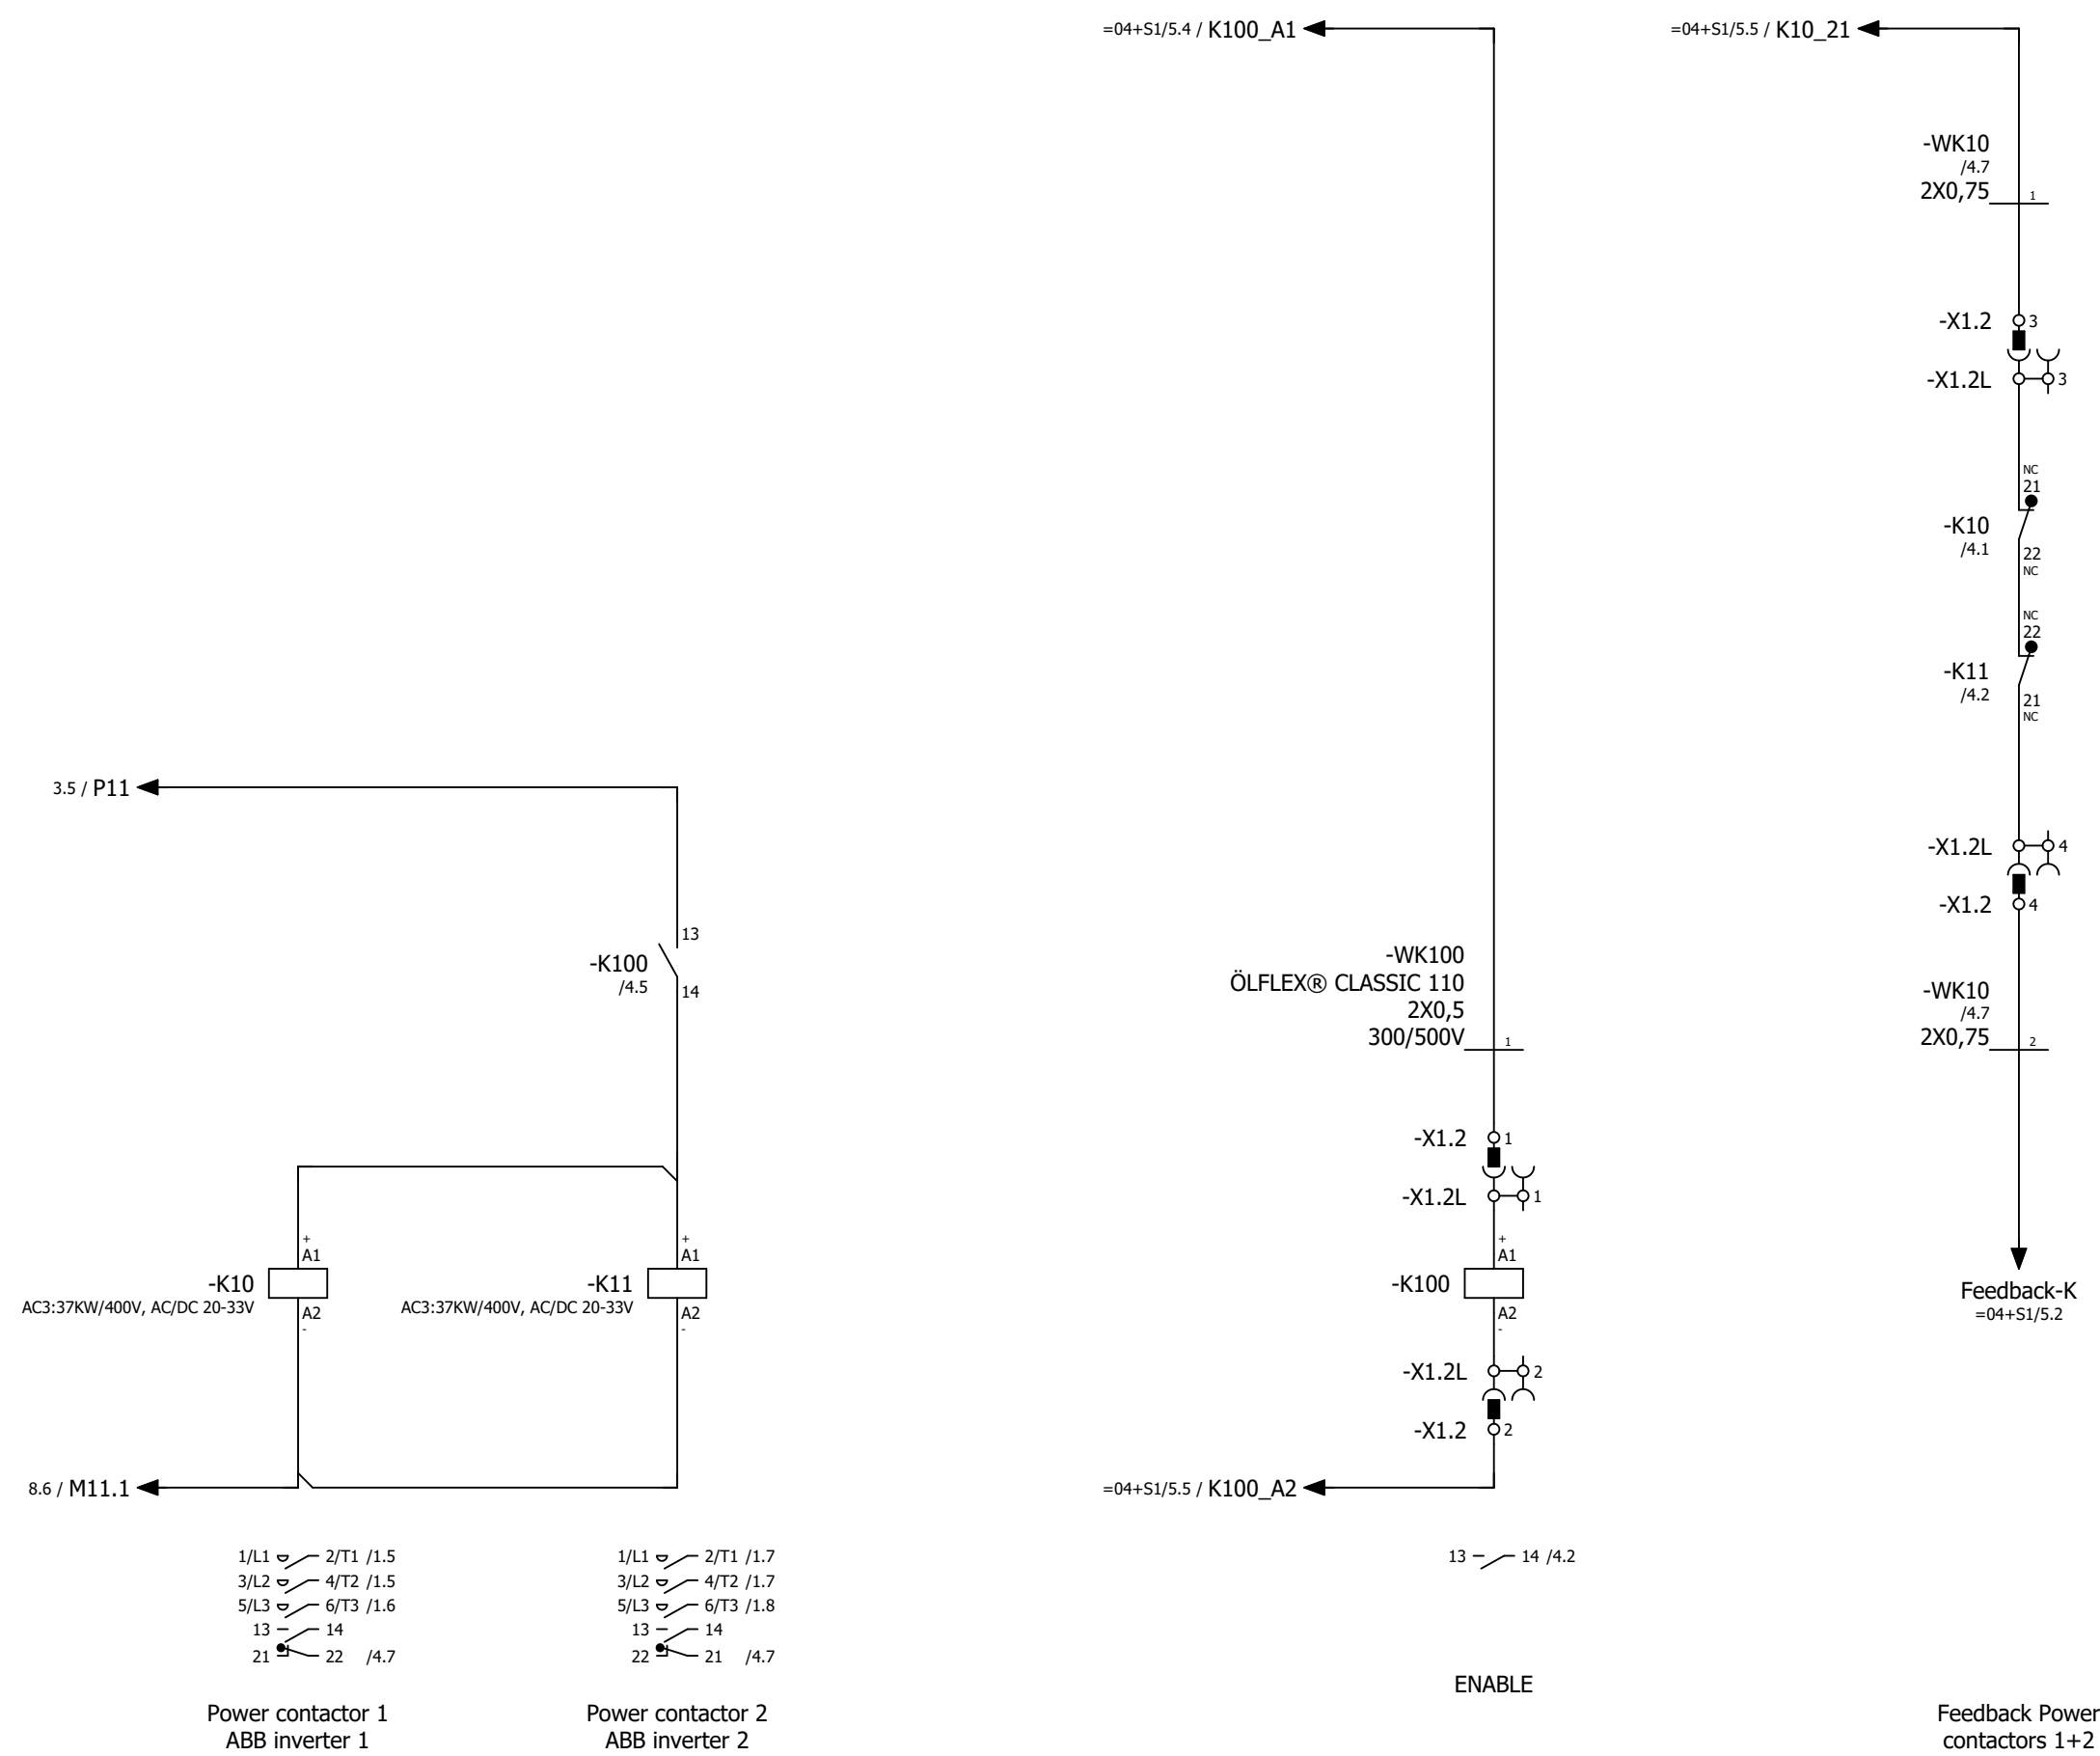 =04+S1/5.4 / K100_A1
=04+S1/5.5 / K10_21
-WK10
/4.7
2X0,75
1
-X1.2
3
-X1.2L
3
NC
21
-K10
/4.1
22
NC
NC
22
-K11
/4.2
21
NC
3.5 / P11
-X1.2L
4
-X1.2
4
13
-K100
/4.5
14
-WK100
ÖLFLEX® CLASSIC 110
2X0,5
300/500V
1
-WK10
/4.7
2X0,75
2
-X1.2
1
-X1.2L
1
+
A1
-K10
AC3:37KW/400V, AC/DC 20-33V
A2
-
+
A1
-K11
AC3:37KW/400V, AC/DC 20-33V
A2
-
+
A1
-K100
A2
-
Feedback-K
=04+S1/5.2
-X1.2L
2
-X1.2
2
8.6 / M11.1
=04+S1/5.5 / K100_A2
1/L1 2/T1 /1.5
3/L2 4/T2 /1.5
5/L3 6/T3 /1.6
13 14
21 22 /4.7
1/L1 2/T1 /1.7
3/L2 4/T2 /1.7
5/L3 6/T3 /1.8
13 14
22 21 /4.7
13 14 /4.2
Power contactor 1
ABB inverter 1
Power contactor 2
ABB inverter 2
ENABLE
Feedback Power
contactors 1+2